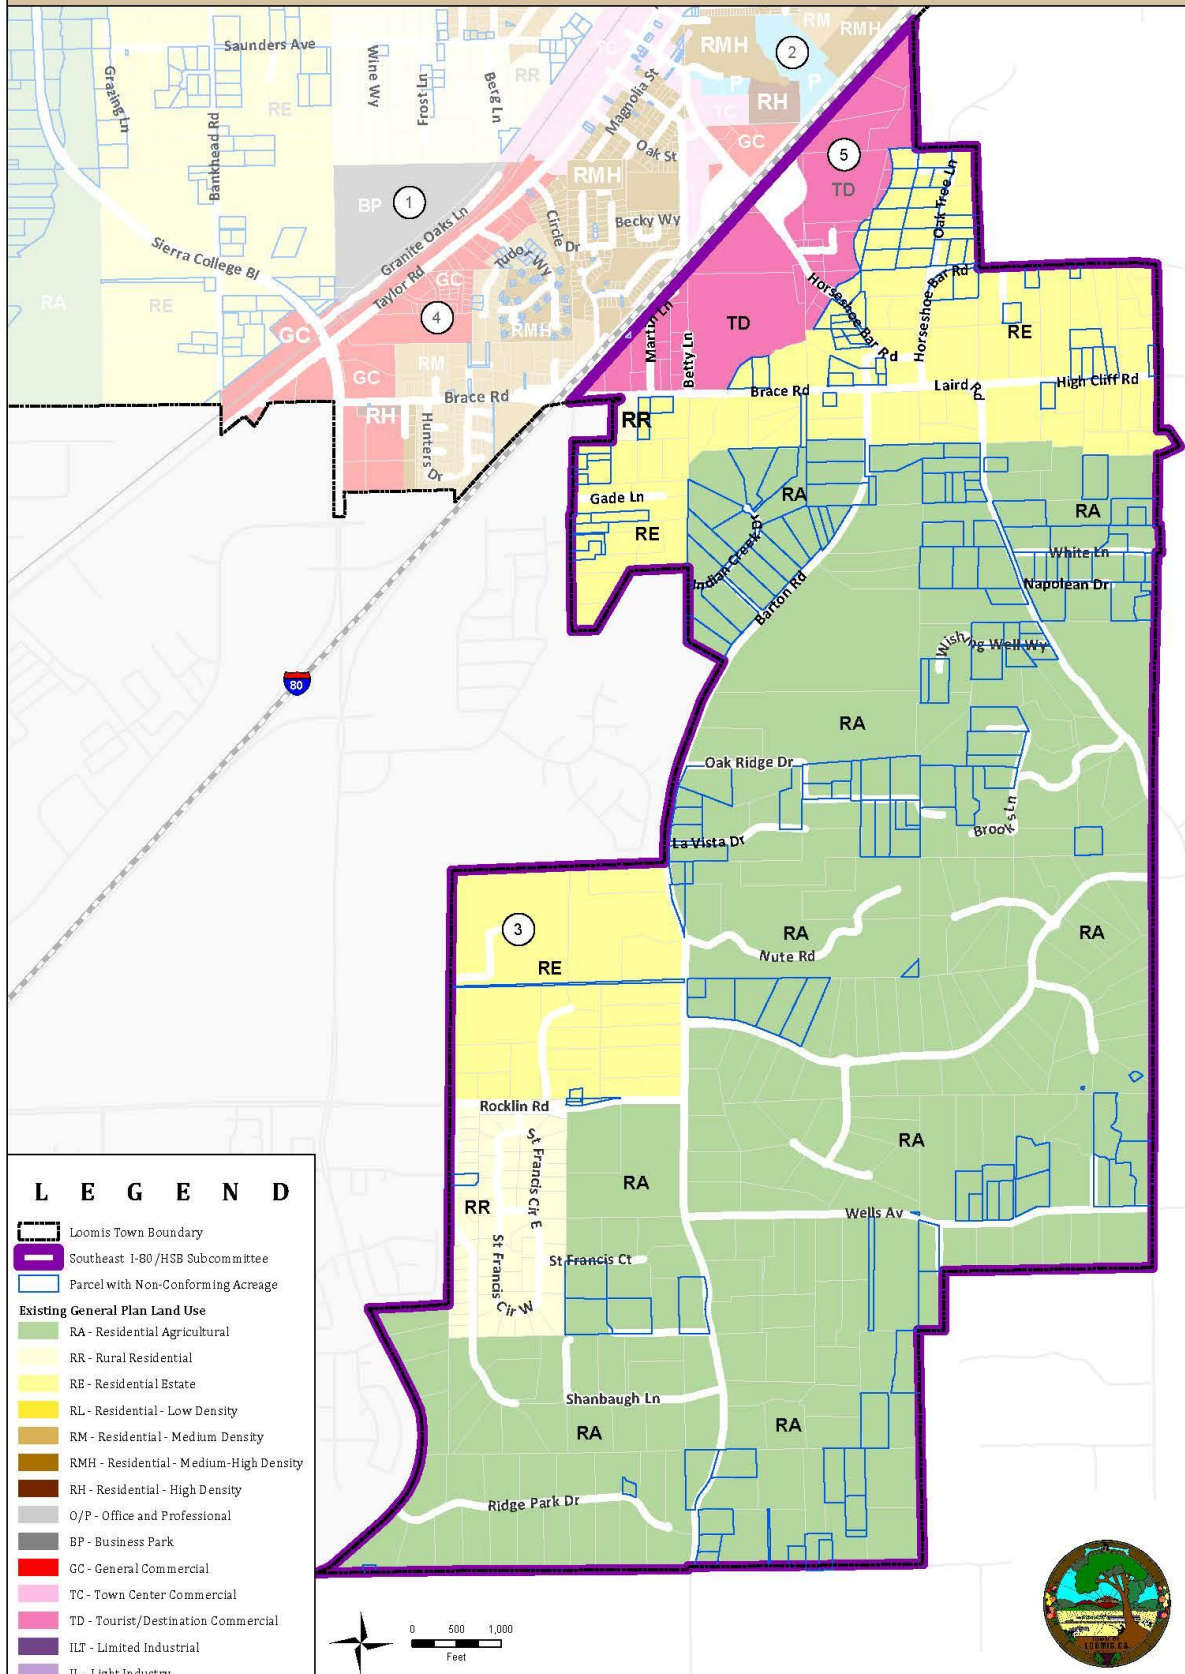 Saunders Ave
Grazing Ln
Bankhead Rd
Wine Wy
Frost Ln
Berg Ln
RE
RR
TC
Magnolia St
Oak St
RMH
RM
RMH
2
P
P
RH
TC
GC
5
TD
BP
1
RMH
Granite Oaks Ln
Taylor Rd
Circle Dr
Becky Wy
Tudor Wy
Sierra College Bl
RA
RE
GC
4
GC
RMH
GC
RM
RH
Hunters Dr
Brace Rd
Martin Ln
Betty Ln
TD
Horseshoe Bar Rd
Oak Tree Ln
Horseshoe Bar Rd
RE
Brace Rd
Laird Rd
High Cliff Rd
RR
Gade Ln
RE
RA
Indian Creek Dr
Barton Rd
RA
White Ln
Napolean Dr
Wishing Well Wy
80
RA
Oak Ridge Dr
Brook's Ln
La Vista Dr
3
RE
RA
Nute Rd
RA
Rocklin Rd
St Francis Cir E
RR
RA
RA
Wells Av
St Francis Ct
St Francis Cir W
Shanbaugh Ln
RA
RA
Ridge Park Dr
LEGEND
Loomis Town Boundary
Southeast I-80/HSB Subcommittee
Parcel with Non-Conforming Acreage
Existing General Plan Land Use
RA - Residential Agricultural
RR - Rural Residential
RE - Residential Estate
RL - Residential - Low Density
RM - Residential - Medium Density
RMH - Residential - Medium-High Density
RH - Residential - High Density
O/P - Office and Professional
BP - Business Park
GC - General Commercial
TC - Town Center Commercial
TD - Tourist/Destination Commercial
ILT - Limited Industrial
IL - Light Industry
0 500 1,000
Feet
LOOMIS, CA